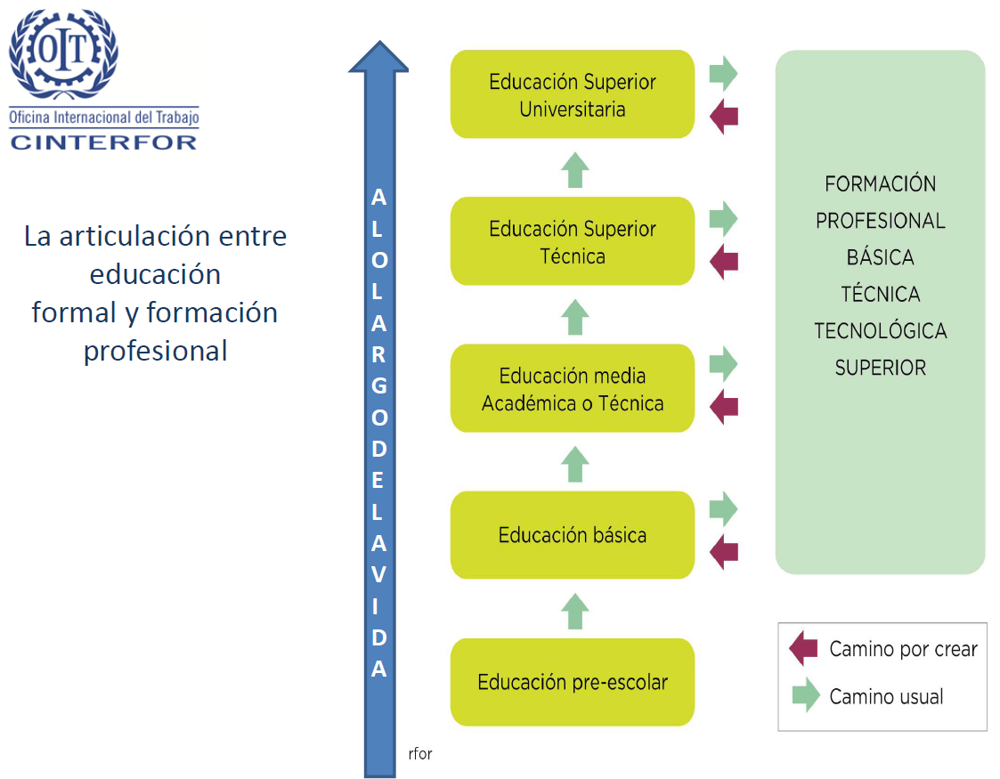 OIT
Oficina Internacional del Trabajo
CINTERFOR
La articulación entre
educación
formal y formación
profesional
A
L
O
L
A
R
G
O
D
E
L
A
V
I
D
A
Educación Superior
Universitaria
Educación Superior
Técnica
Educación media
Académica o Técnica
Educación básica
Educación pre-escolar
rfor
FORMACIÓN
PROFESIONAL
BÁSICA
TÉCNICA
TECNOLÓGICA
SUPERIOR
Camino por crear
Camino usual